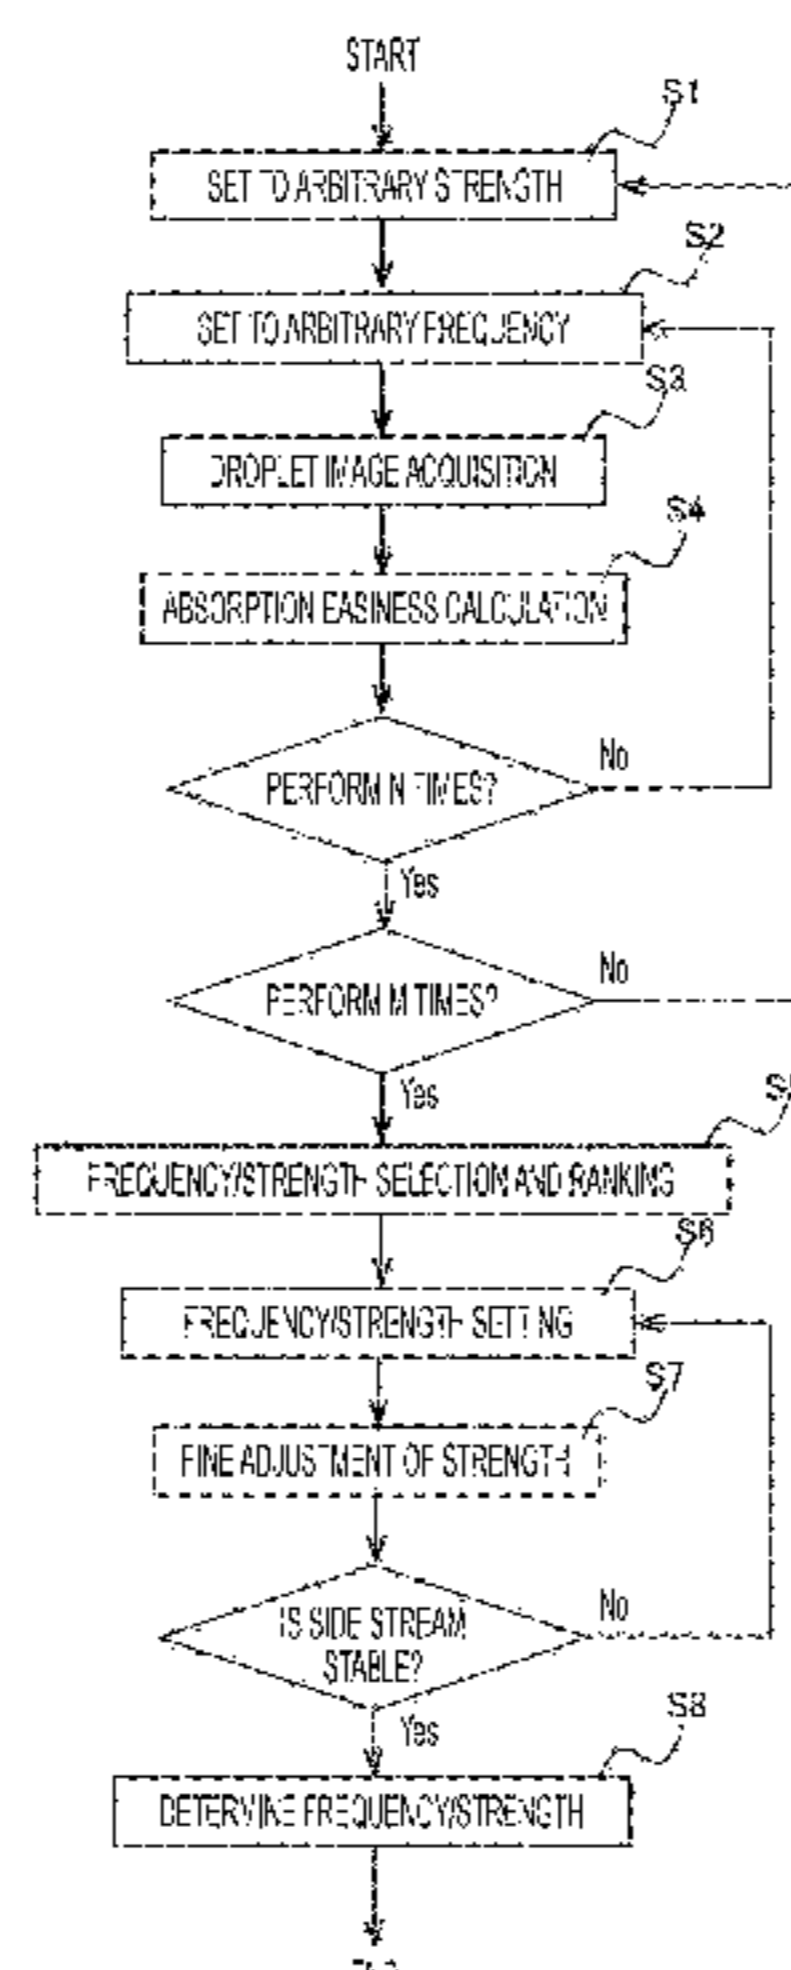 START
S1
SET TO ARBITRARY STRENGTH
S2
SET TO ARBITRARY FREQUENCY
S3
DROPLET IMAGE ACQUISITION
S4
ABSORPTION EASINESS CALCULATION
No
PERFORM N TIMES?
Yes
No
PERFORM M TIMES?
Yes
FREQUENCY/STRENGTH SELECTION AND RANKING
S6
FREQUENCY/STRENGTH SETTING
S7
FINE ADJUSTMENT OF STRENGTH
No
IS SIDE STREAM
STABLE?
Yes
S8
DETERMINE FREQUENCY/STRENGTH